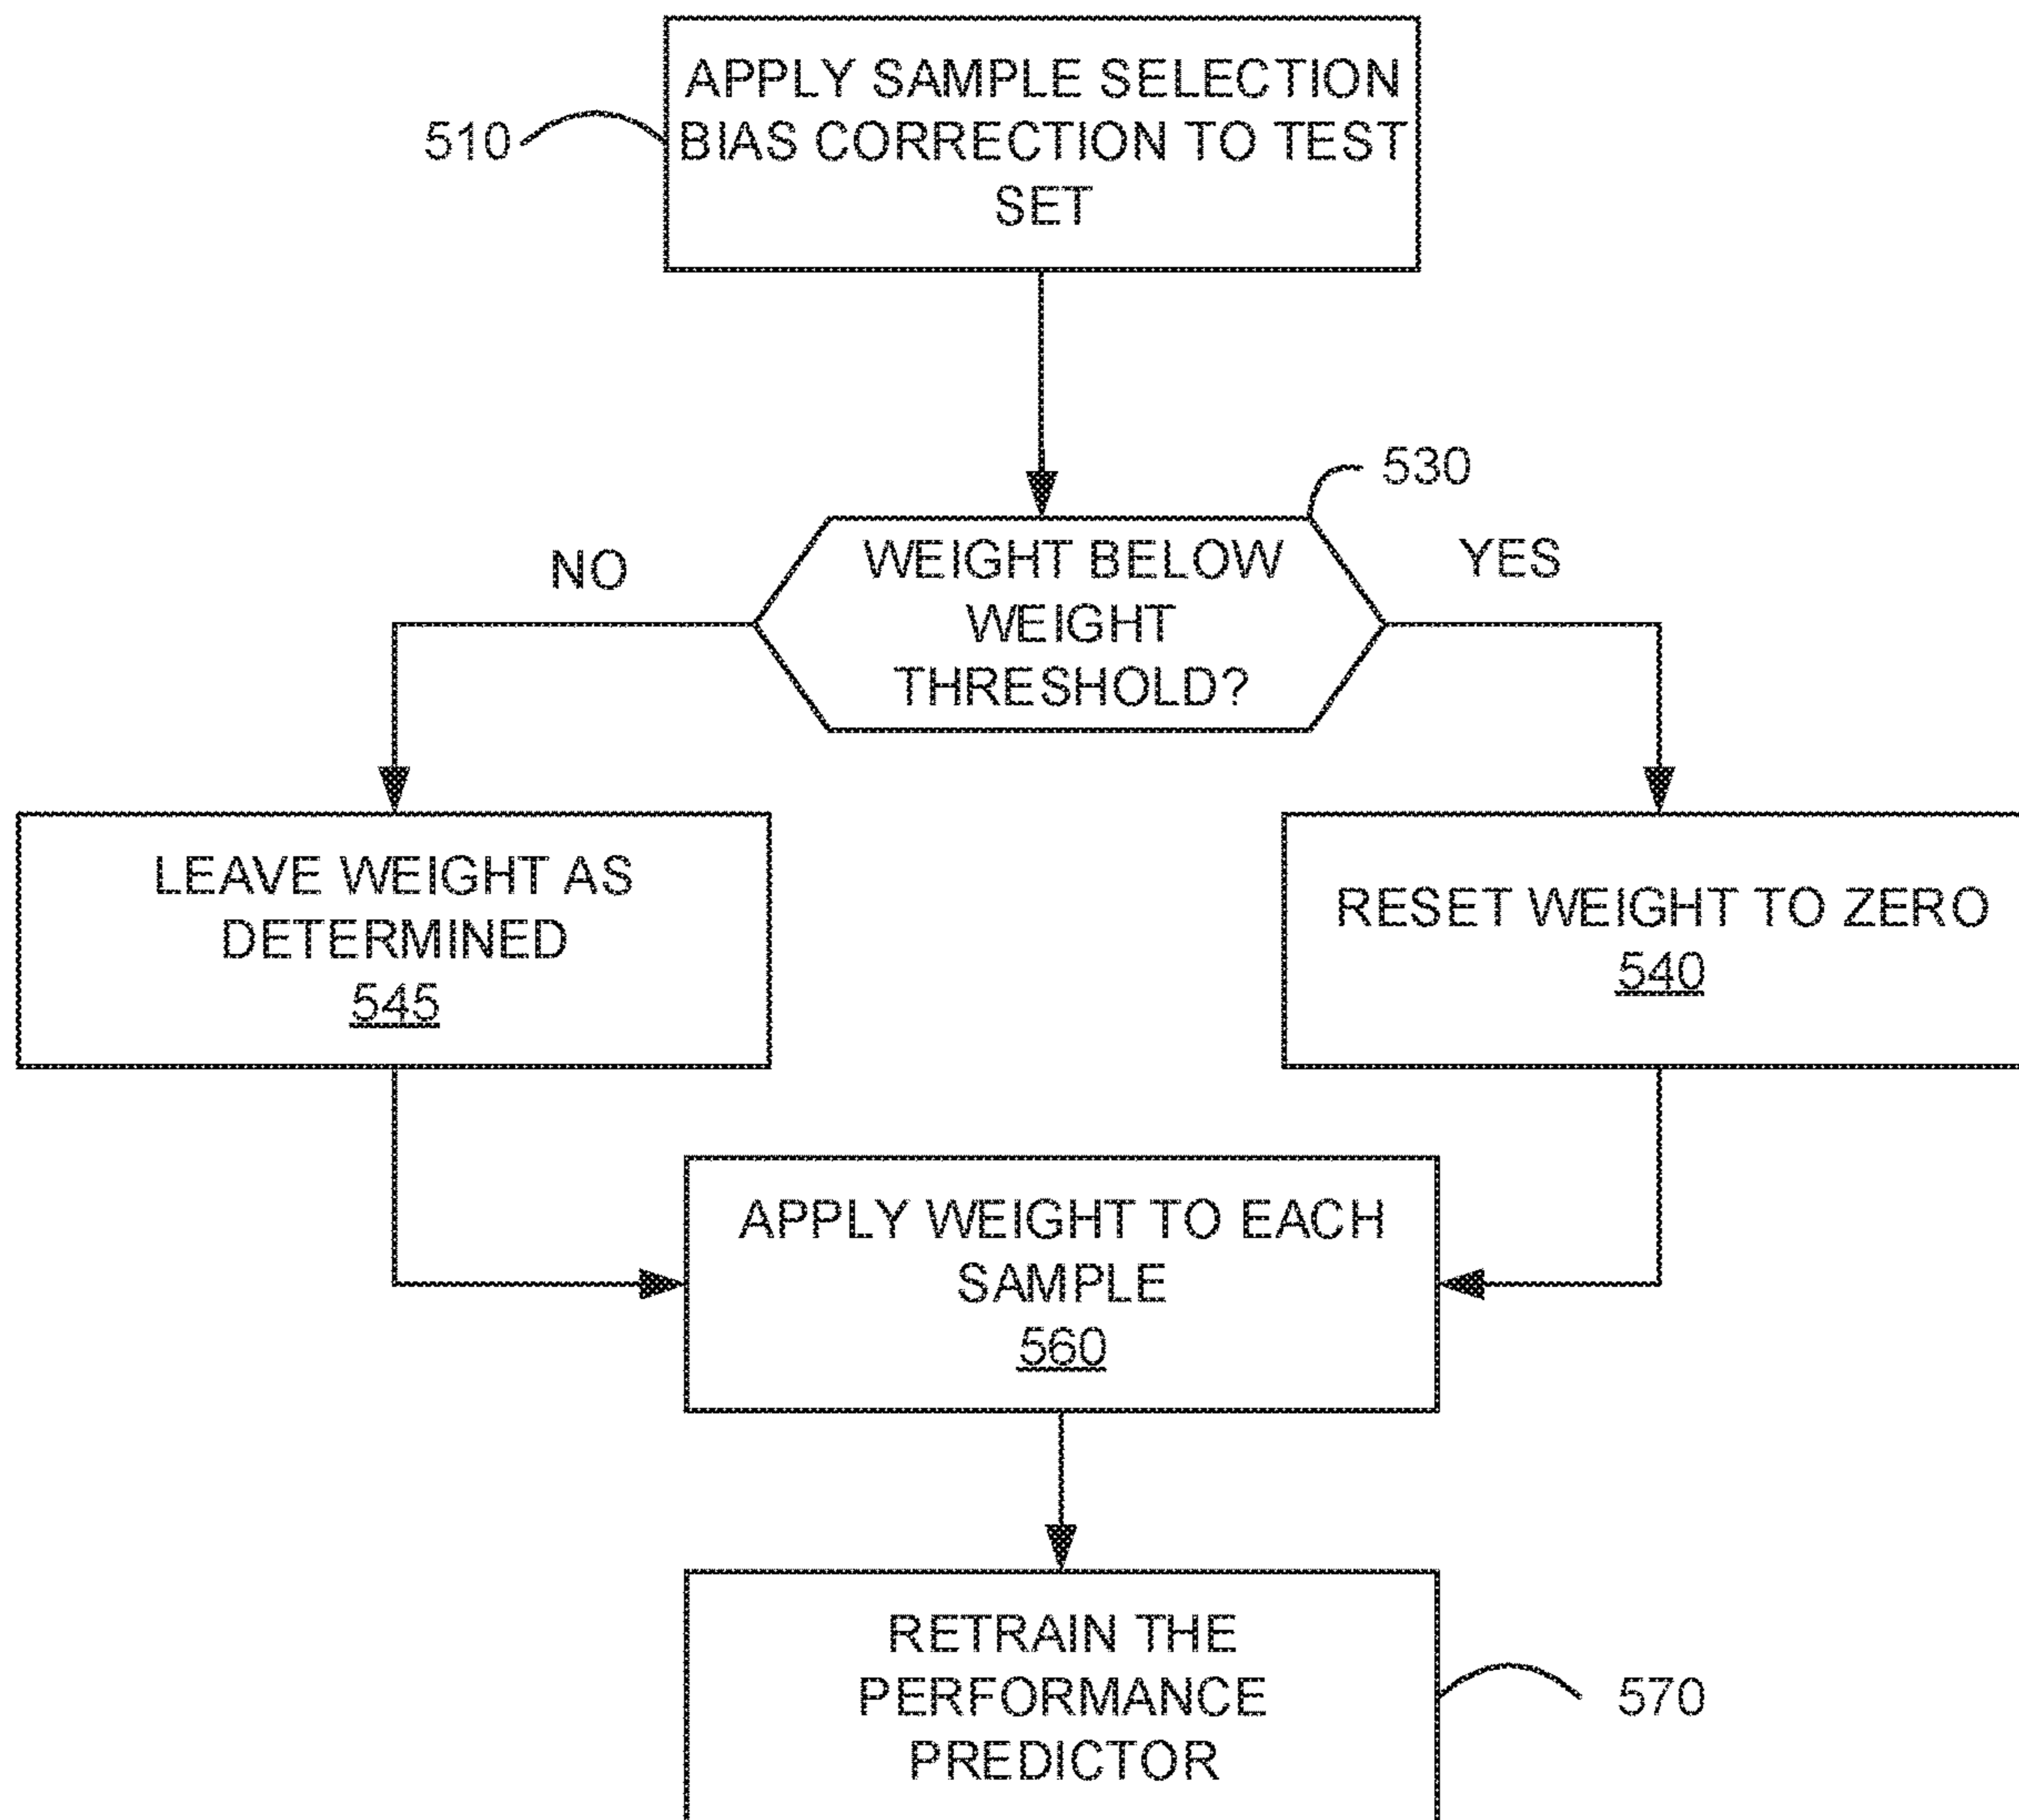 APPLY SAMPLE SELECTION
510
BIAS CORRECTION TO TEST
SET
530
NO
WEIGHT BELOW
YES
WEIGHT
THRESHOLD?
LEAVE WEIGHT AS
DETERMINED
545
RESET WEIGHT TO ZERO
540
APPLY WEIGHT TO EACH
SAMPLE
560
RETRAIN THE
PERFORMANCE
PREDICTOR
570